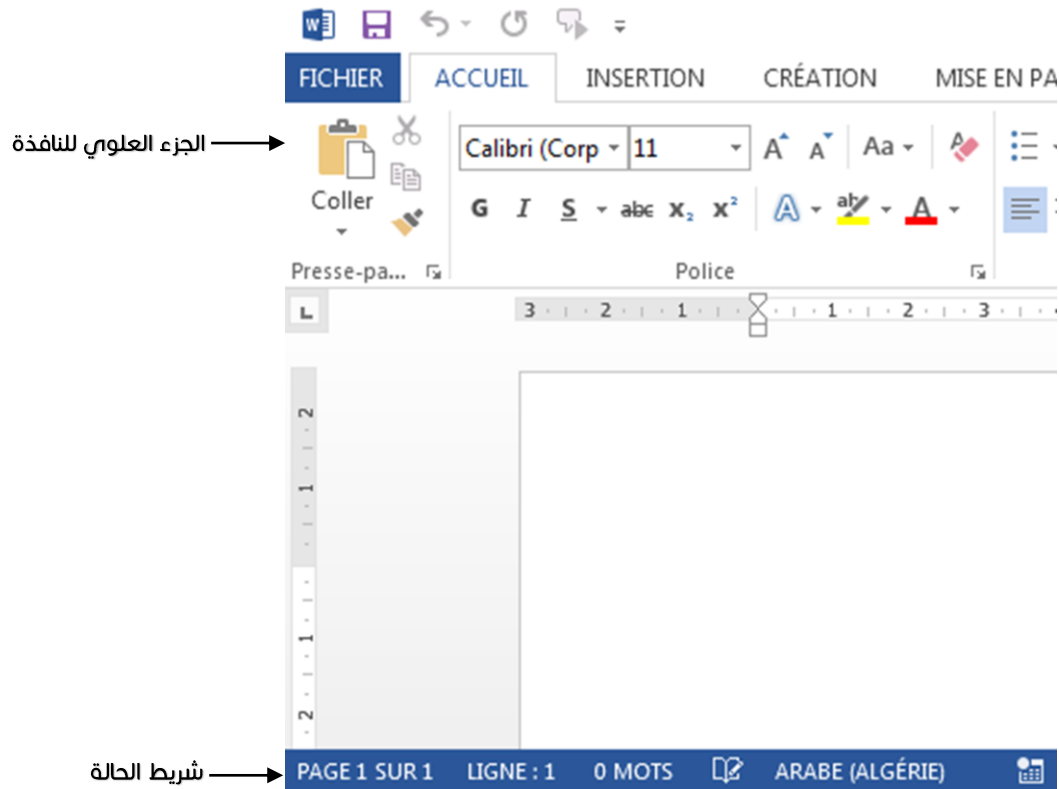 FICHIER ACCUEIL INSERTION CRÉATION MISE EN PA
الجزء العلوي للنافذة
Calibri (Corp 11 A A Aa A
Coller
G I S abc X₂ X² A ab A
Presse-pa... Police
L 3 2 1 1 2 3
2
1
1
2
شريط الحالة
PAGE 1 SUR 1 LIGNE : 1 0 MOTS ARABE (ALGÉRIE)